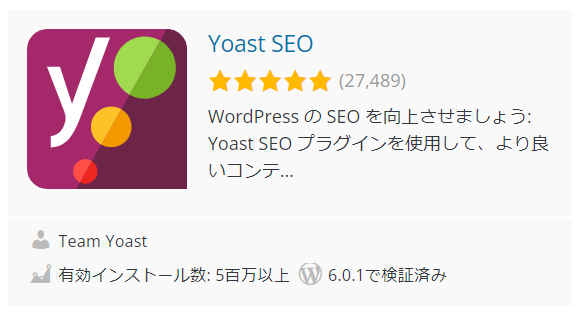 yo
Yoast SEO
(27,489)
WordPress の SEO を向上させましょう:
Yoast SEO プラグインを使用して、より良
いコンテ...
Team Yoast
有効インストール数: 5百万以上 6.0.1で検証済み